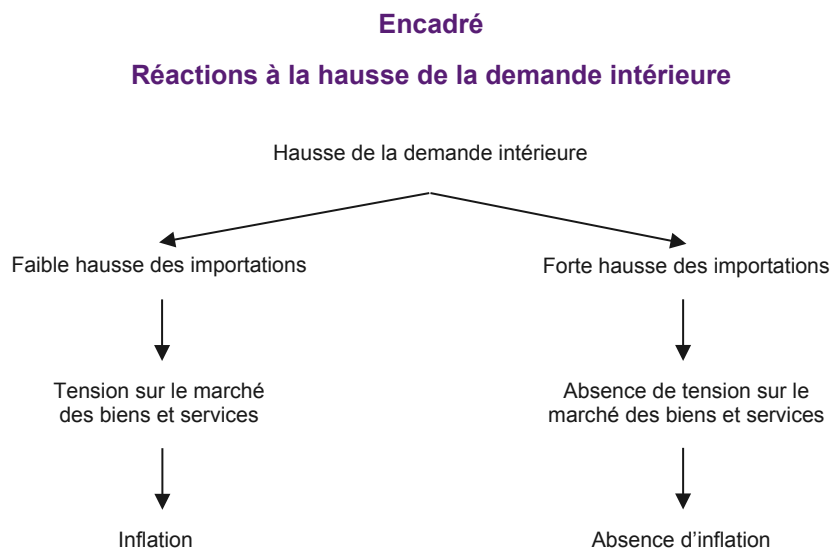 Encadré
Réactions à la hausse de la demande intérieure
Hausse de la demande intérieure
Faible hausse des importations
Forte hausse des importations
Tension sur le marché
des biens et services
Absence de tension sur le
marché des biens et services
Inflation
Absence d'inflation